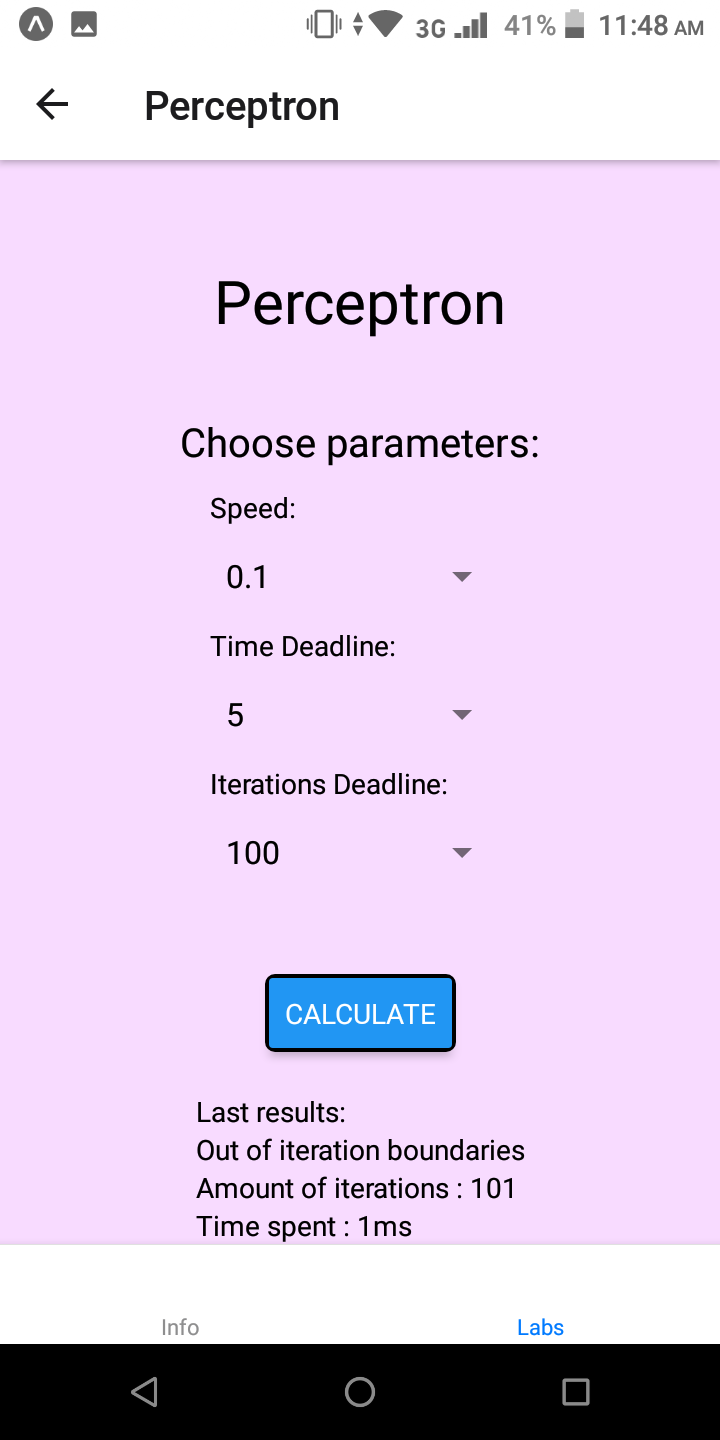 3G 41% 11:48 AM
Perceptron
Perceptron
Choose parameters:
Speed:
0.1
Time Deadline:
5
Iterations Deadline:
100
CALCULATE
Last results:
Out of iteration boundaries
Amount of iterations : 101
Time spent : 1ms
Info Labs